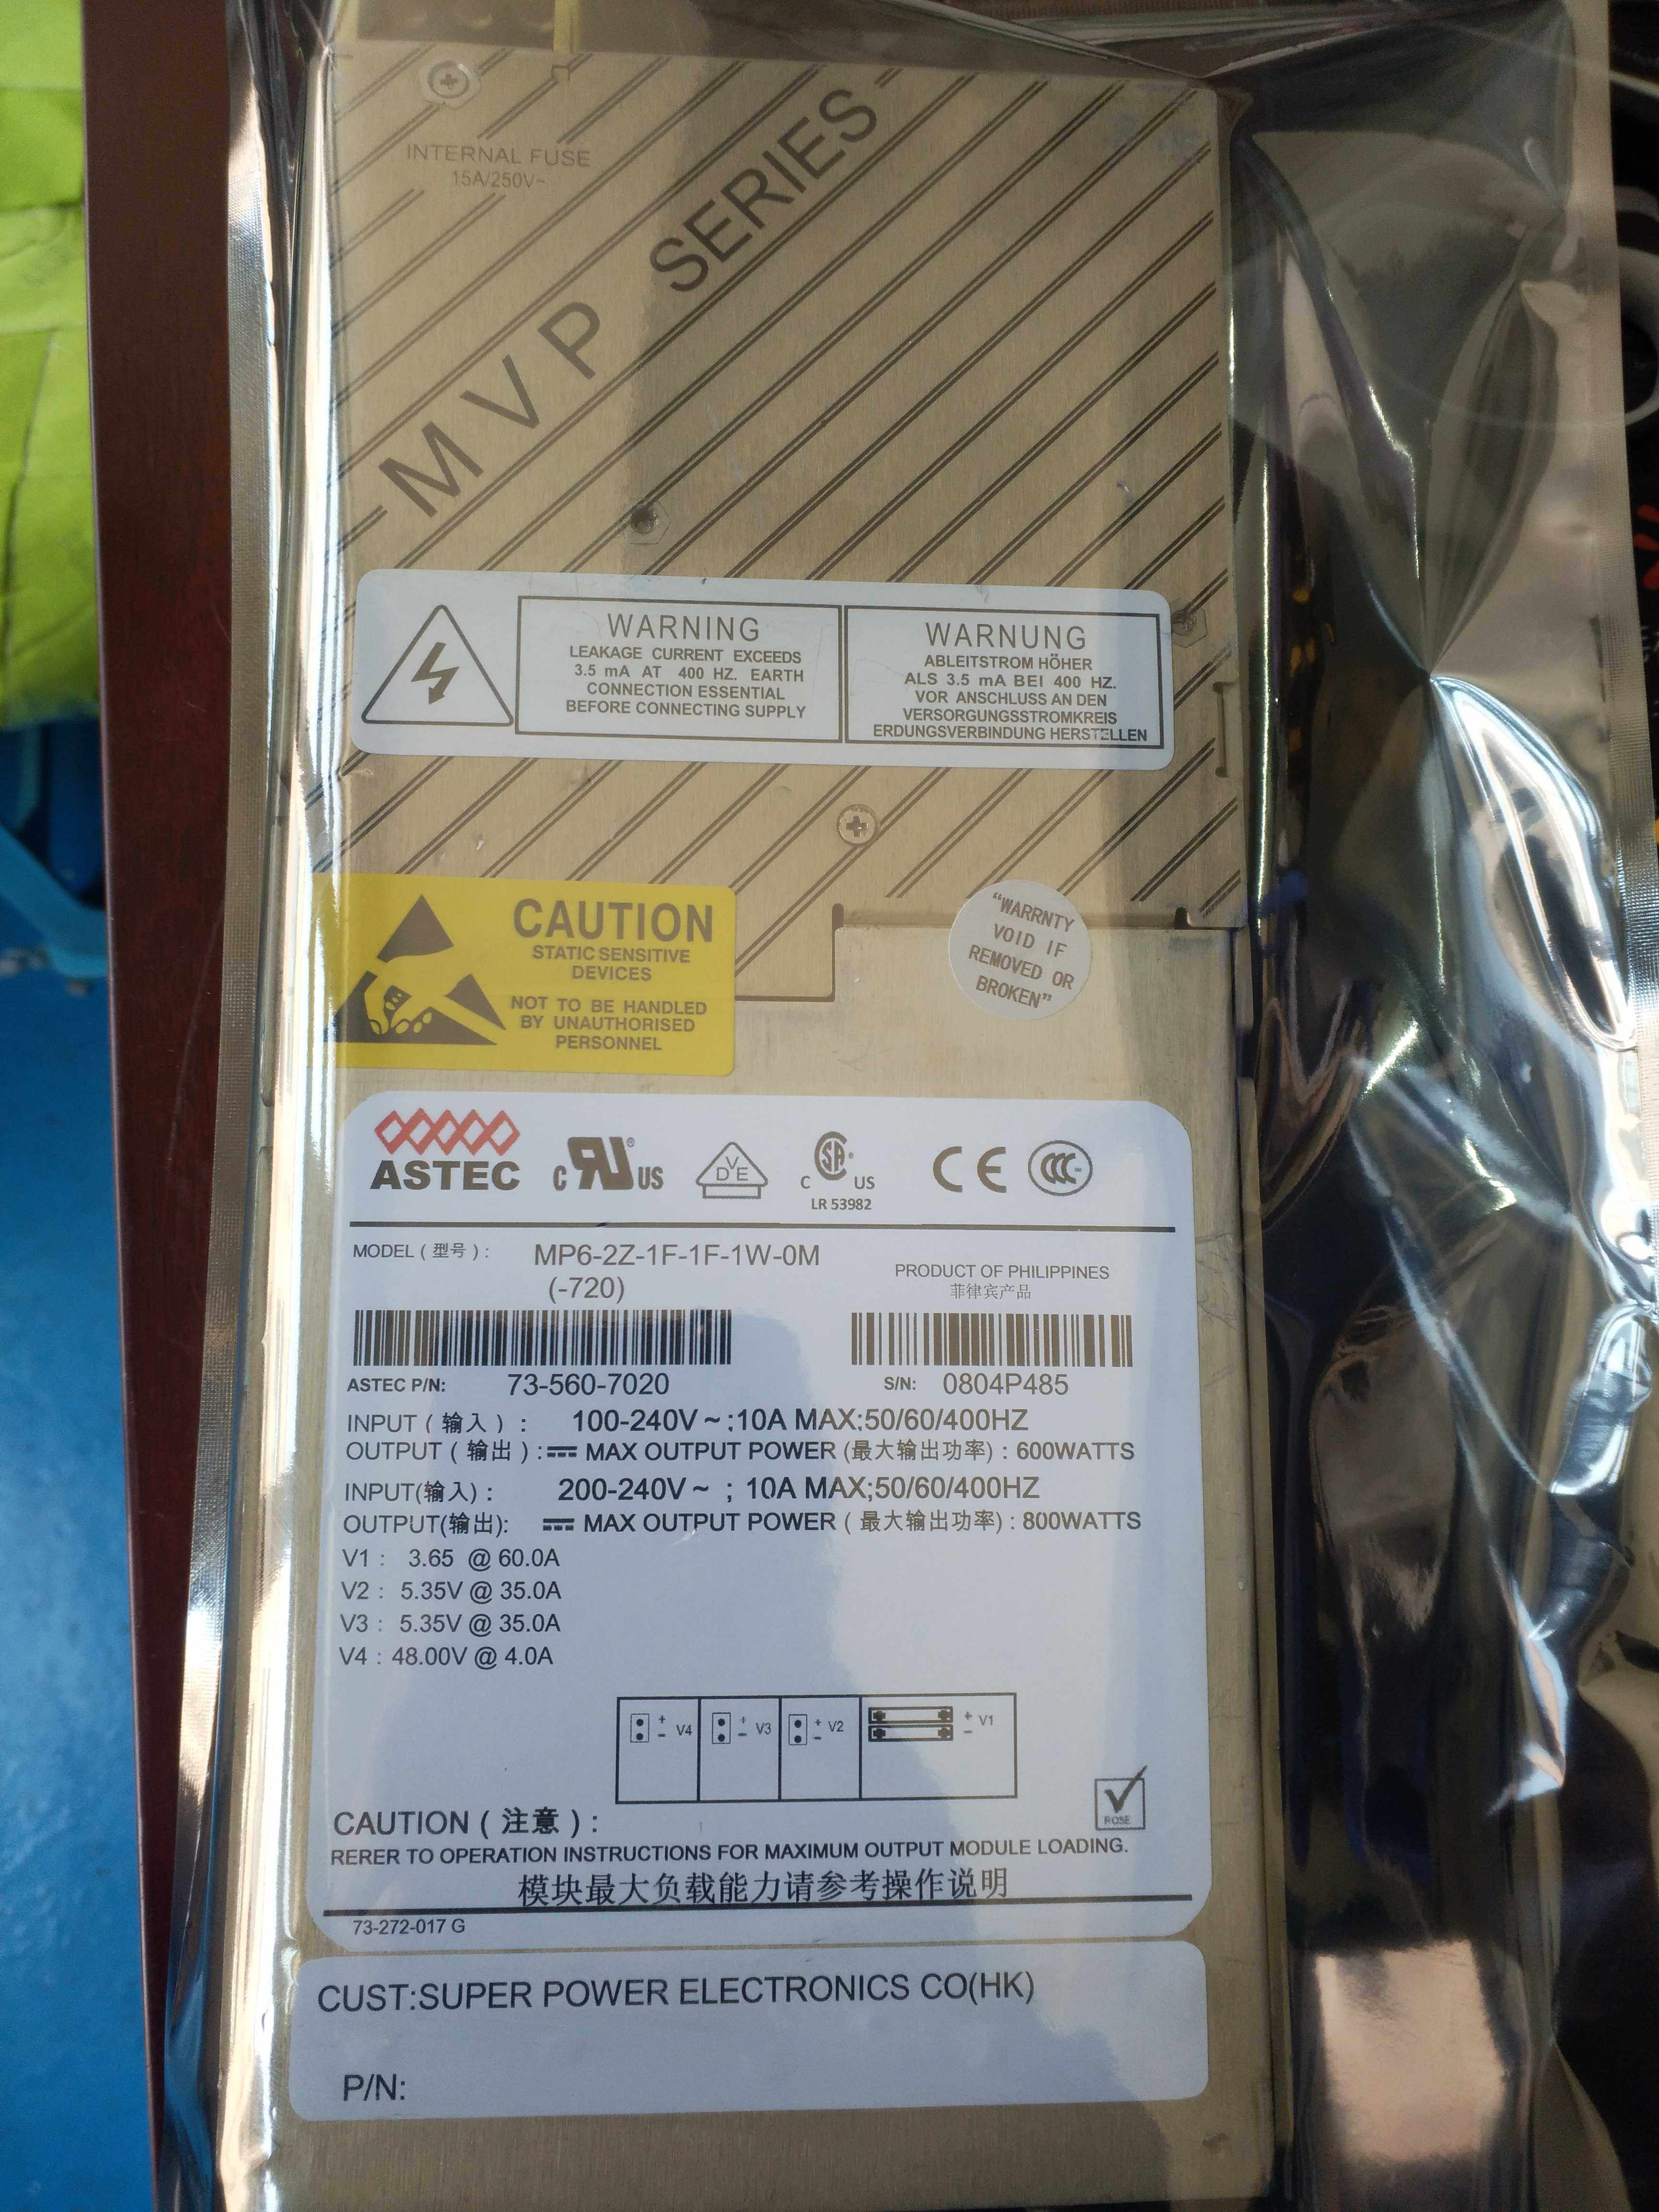 INTERNAL FUSE
15A/250V~
MVP SERIES
WARNING
LEAKAGE CURRENT EXCEEDS
3.5 mA AT 400 HZ. EARTH
CONNECTION ESSENTIAL
BEFORE CONNECTING SUPPLY
WARNUNG
ABLEITSTROM HÖHER
ALS 3.5 mA BEI 400 HZ.
VOR ANSCHLUSS AN DEN
VERSORGUNGSSTROMKREIS
ERDUNGSVERBINDUNG HERSTELLEN
CAUTION
STATIC SENSITIVE
DEVICES
NOT TO BE HANDLED
BY UNAUTHORISED
PERSONNEL
"WARRNTY
VOID IF
REMOVED OR
BROKEN"
ASTEC
C RU ® US
VDE
C SA US
LR 53982
CE
CCC
MODEL (型号): MP6-2Z-1F-1F-1W-0M
(-720)
PRODUCT OF PHILIPPINES
菲律宾产品
ASTEC P/N: 73-560-7020
S/N: 0804P485
INPUT (输入): 100-240V~;10A MAX;50/60/400HZ
OUTPUT (输出): MAX OUTPUT POWER (最大输出功率): 600WATTS
INPUT(输入): 200-240V~; 10A MAX;50/60/400HZ
OUTPUT(输出): MAX OUTPUT POWER (最大输出功率): 800WATTS
V1: 3.65 @ 60.0A
V2: 5.35V @ 35.0A
V3: 5.35V @ 35.0A
V4: 48.00V @ 4.0A
+ - V4 + - V3 + - V2 + - V1
ROSE
CAUTION (注意):
RERER TO OPERATION INSTRUCTIONS FOR MAXIMUM OUTPUT MODULE LOADING.
模块最大负载能力请参考操作说明
73-272-017 G
CUST:SUPER POWER ELECTRONICS CO(HK)
P/N: